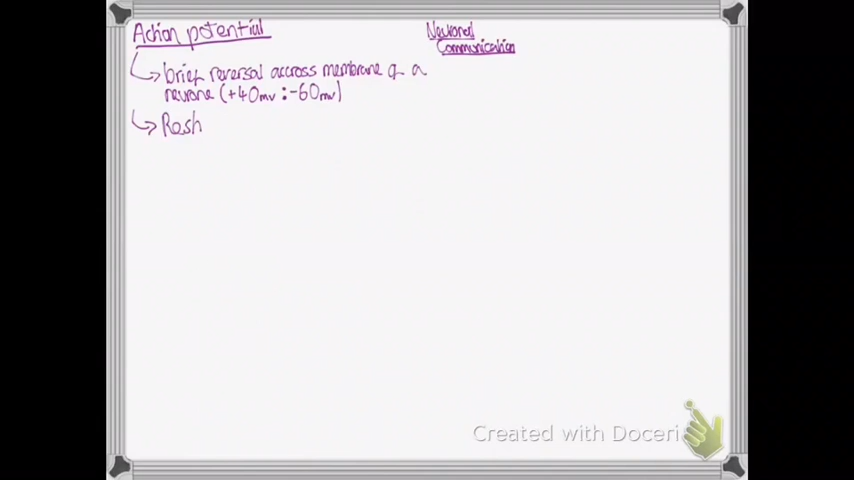 Action potential
Neuronal
Communication
brief reversal accross membrane of a
neurone (+40mv : -60mv)
Resh
Created with Doceri